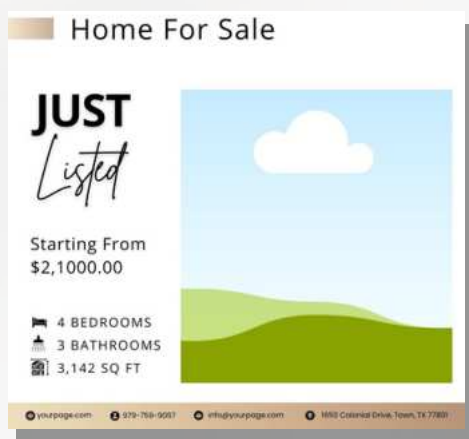 Home For Sale
JUST
Listed
Starting From
$2,1000.00
4 BEDROOMS
3 BATHROOMS
3,142 SQ FT
yourpage.com 979-759-9087 info@yourpage.com 1650 Colonial Drive, Town, TX 77801